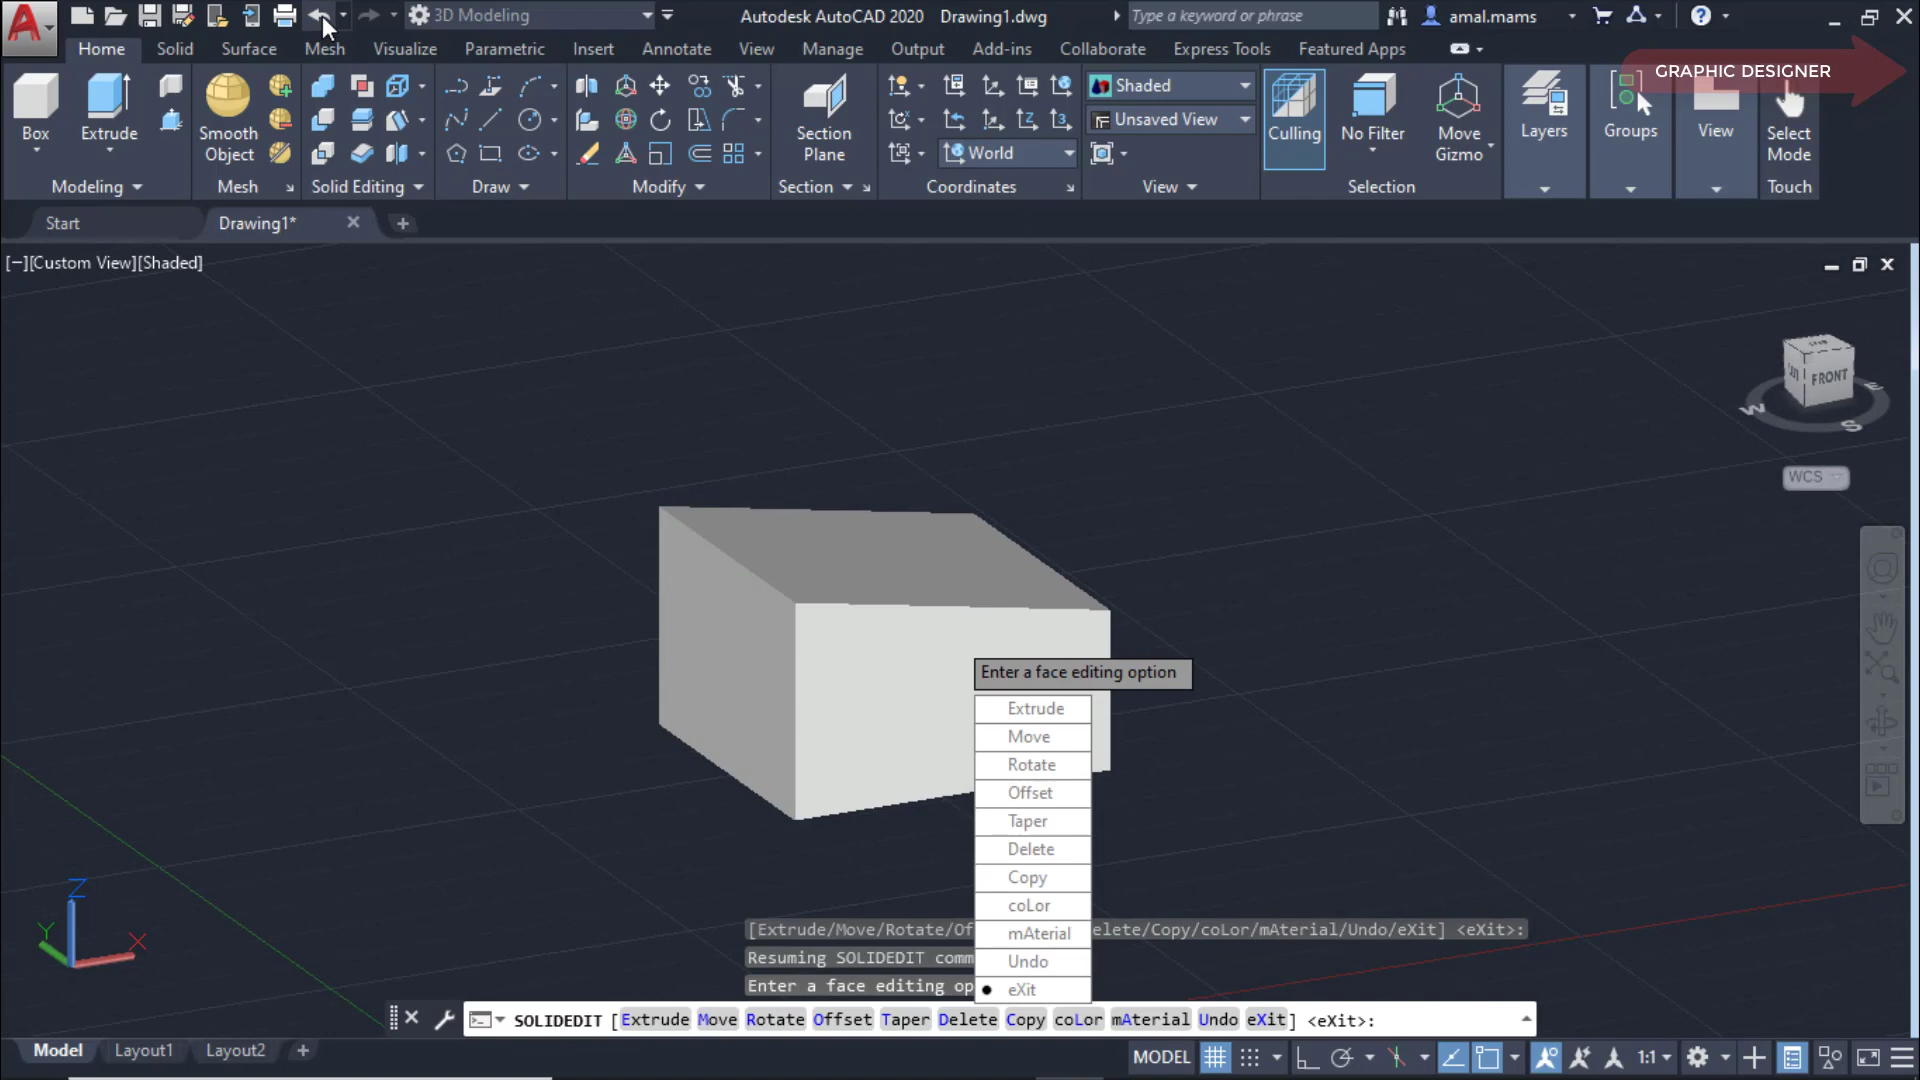 3D Modeling
Autodesk AutoCAD 2020 Drawing1.dwg
Type a keyword or phrase
amal.mams
Home Solid Surface Mesh Visualize Parametric Insert Annotate View Manage Output Add-ins Collaborate Express Tools Featured Apps
GRAPHIC DESIGNER
Box
Extrude
Smooth
Object
Section
Plane
Shaded
Unsaved View
World
Culling
No Filter
Move
Gizmo
Layers
Groups
View
Select
Mode
Modeling Mesh Solid Editing Draw Modify Section Coordinates View Selection Touch
Start
Drawing1*
[−][Custom View][Shaded]
FRONT
W
S
E
WCS
Enter a face editing option
Extrude
Move
Rotate
Offset
Taper
Delete
Copy
coLor
mAterial
Undo
eXit
Z
Y
X
[Extrude/Move/Rotate/Of elete/Copy/coLor/mAterial/Undo/eXit] <eXit>:
Resuming SOLIDEDIT comm
Enter a face editing op
SOLIDEDIT [Extrude Move Rotate Offset Taper Delete Copy coLor mAterial Undo eXit] <eXit>:
Model Layout1 Layout2
MODEL
1:1